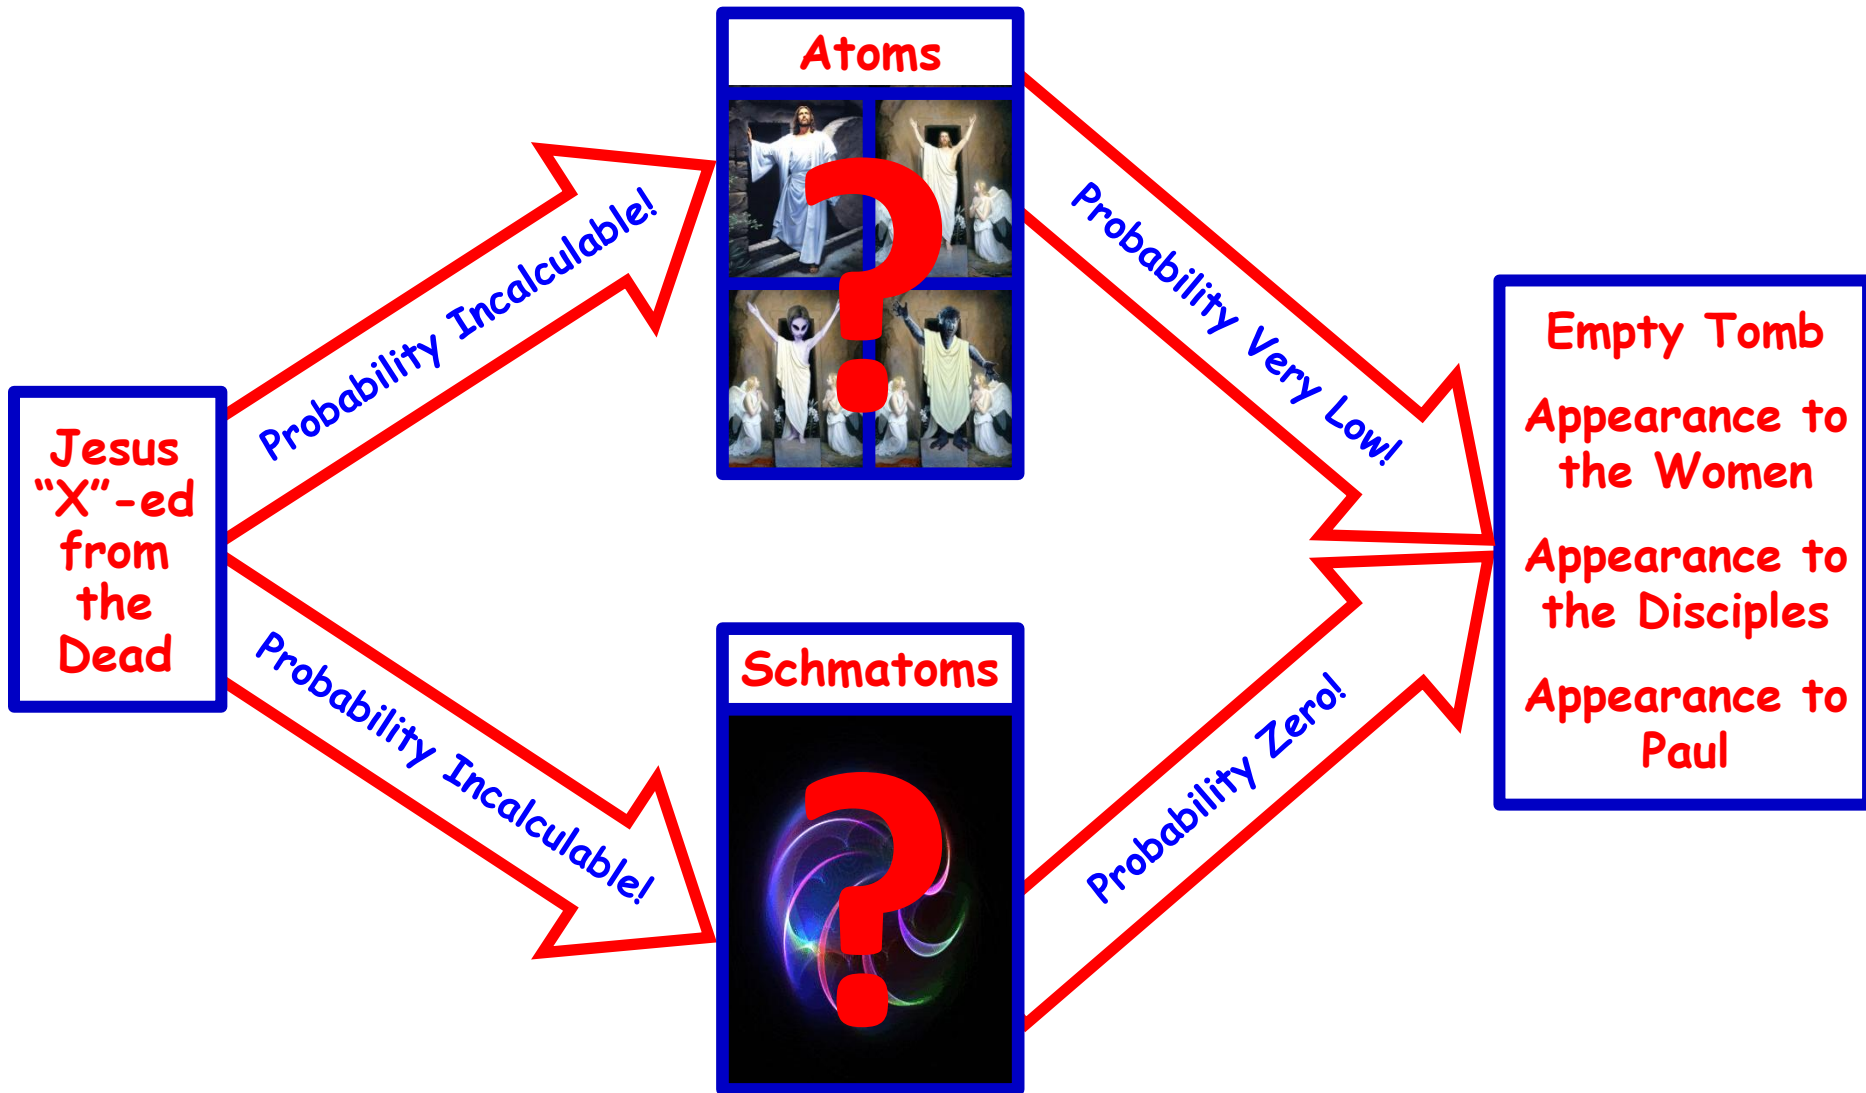 Atoms
Probability Incalculable!
Probability Very Low!
Jesus
“X”-ed
from
the
Dead
?
Empty Tomb
Appearance to
the Women
Appearance to
the Disciples
Appearance to
Paul
Probability Incalculable!
Schmatoms
?
Probability Zero!